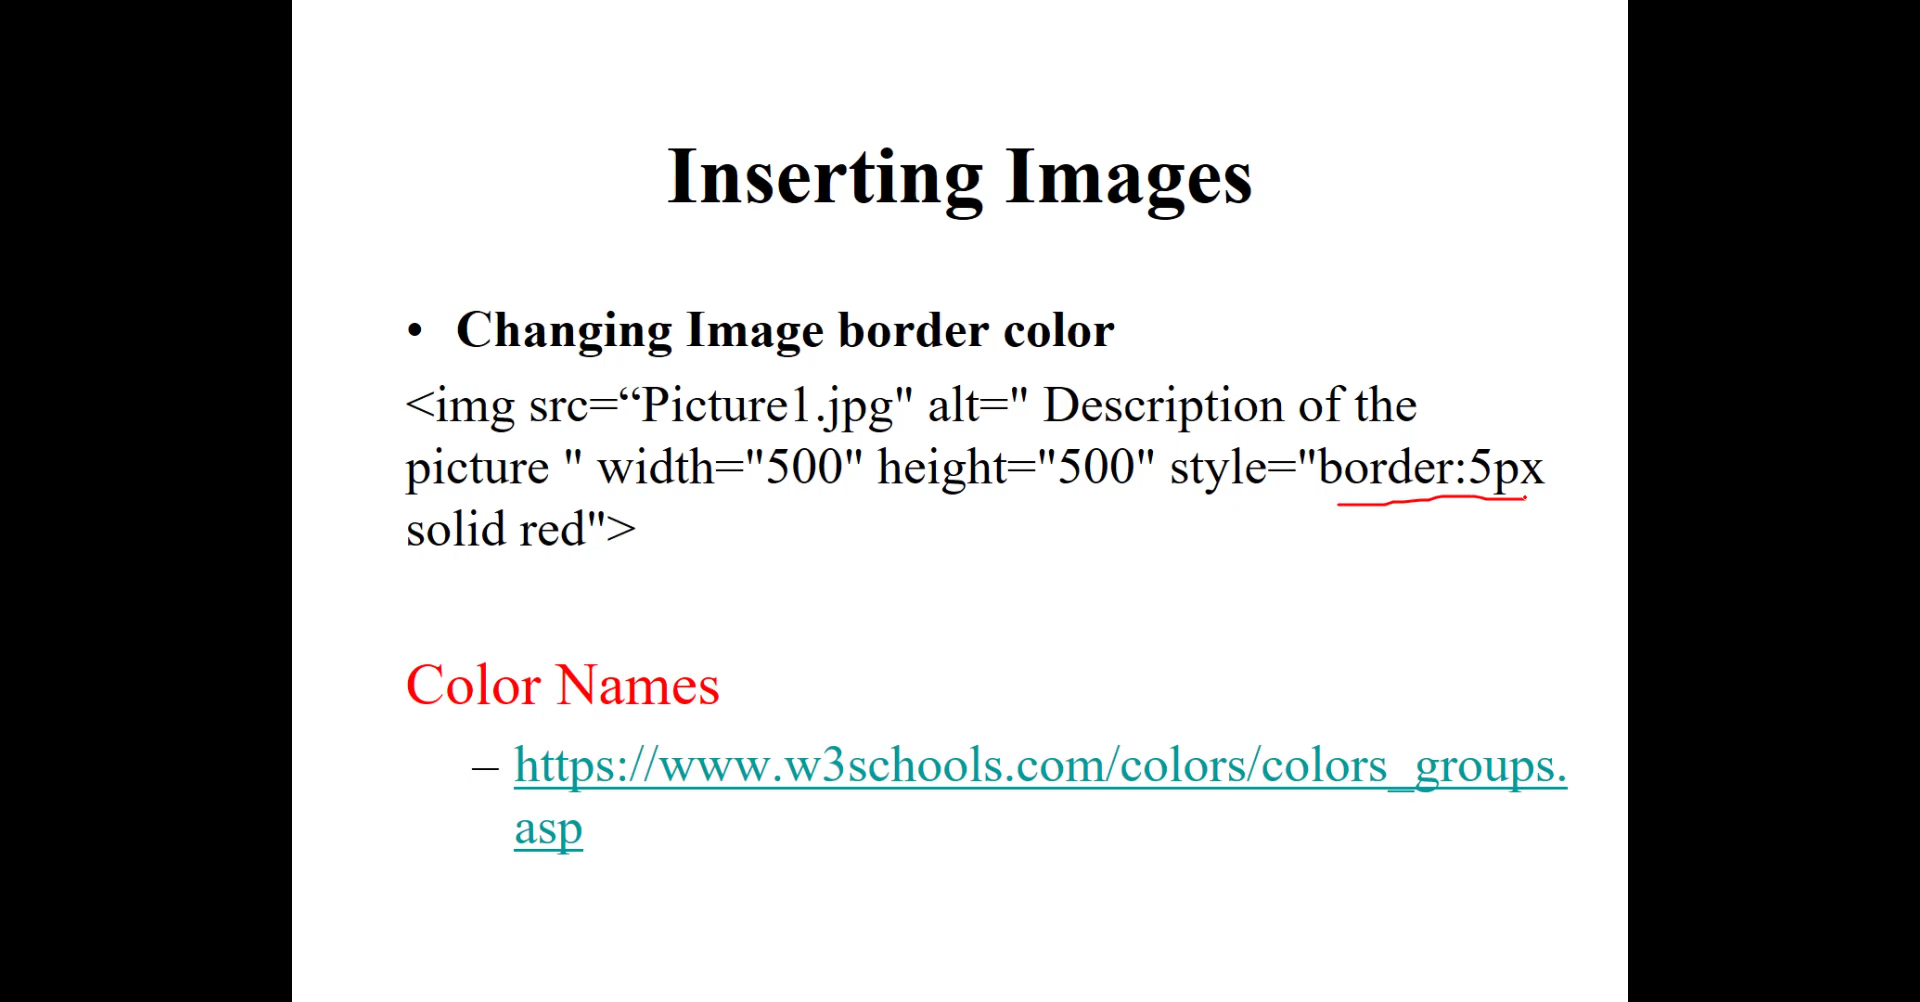 Inserting Images
• Changing Image border color
<img src=“Picture1.jpg" alt=" Description of the
picture " width="500" height="500" style="border:5px
solid red">
Color Names
– https://www.w3schools.com/colors/colors_groups.
asp